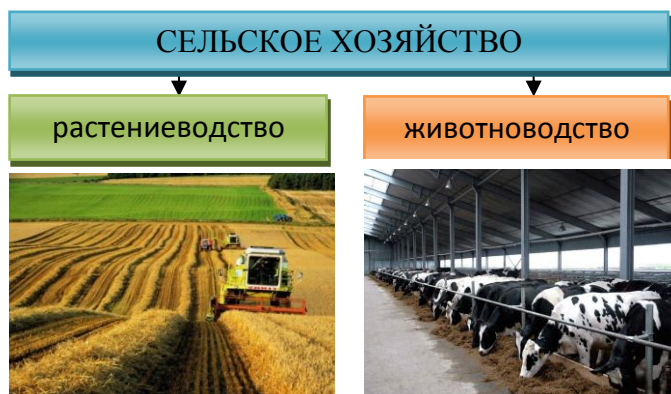 СЕЛЬСКОЕ ХОЗЯЙСТВО
растениеводство
животноводство